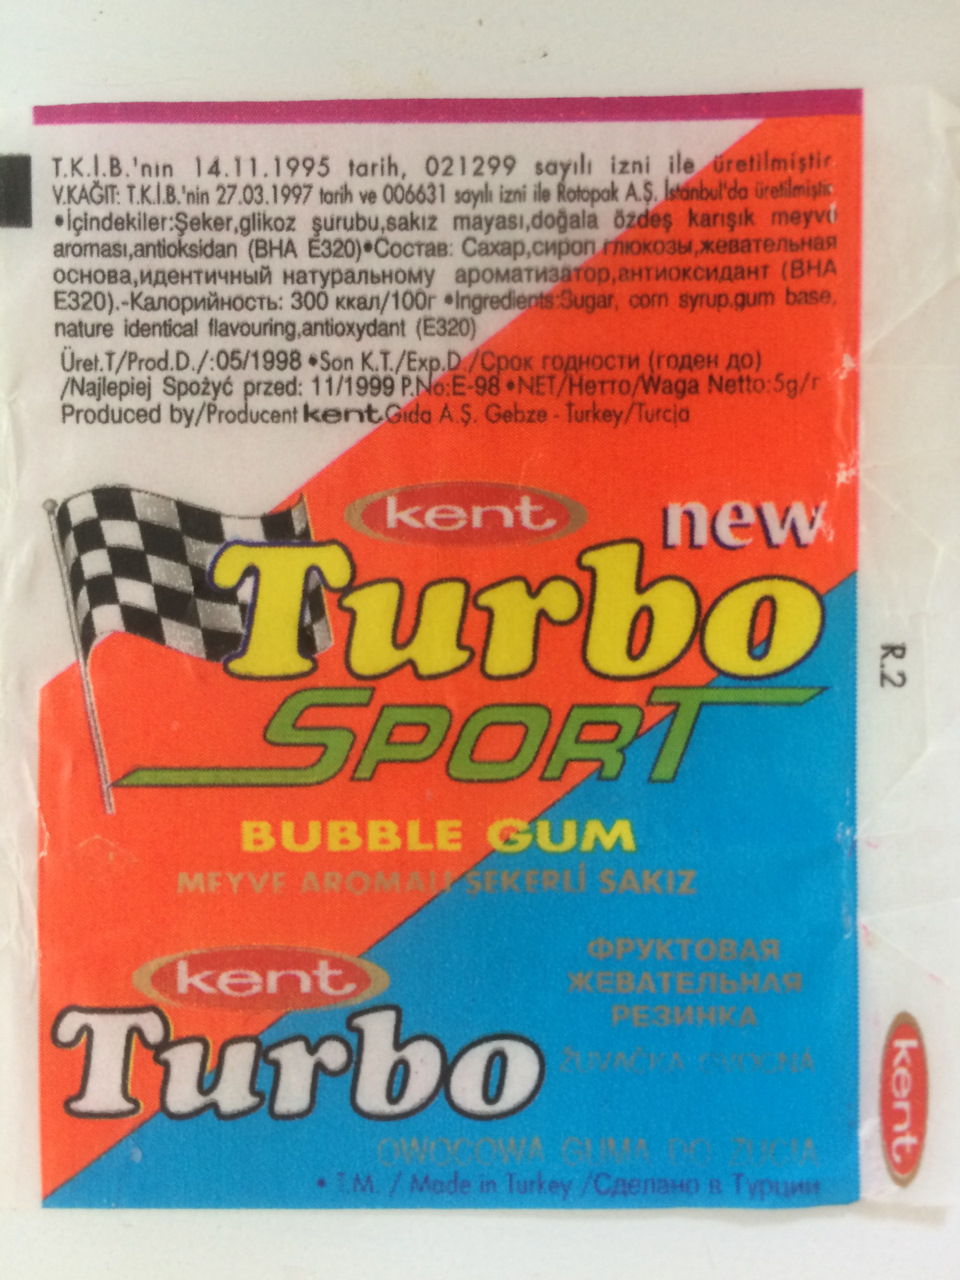 T.K.İ.B.'nın 14.11.1995 tarih, 021299 sayılı izni ile üretilmiştir.
V.KAĞIT: T.K.İ.B.'nin 27.03.1997 tarih ve 006631 sayılı izni ile Rotopak A.Ş. İstanbul'da üretilmiştir.
•İçindekiler:Şeker,glikoz şurubu,sakız mayası,doğala özdeş karışık meyve
aroması,antioksidan (BHA E320)•Состав: Сахар,сироп глюкозы,жевательная
основа,идентичный натуральному ароматизатор,антиоксидант (BHA
E320).-Калорийность: 300 ккал/100г •Ingredients:Sugar, corn syrup,gum base,
nature identical flavouring,antioxydant (E320)
Üret.T/Prod.D./:05/1998 •Son K.T./Exp.D./Срок годности (годен до)
/Najlepiej Spożyć przed: 11/1999 P.No:E-98 •NET/Нетто/Waga Netto:5g/г
Produced by/Producent kent Gıda A.Ş. Gebze - Turkey/Turcja
kent
new
Turbo
SPORT
BUBBLE GUM
MEYVE AROMALI ŞEKERLİ SAKIZ
kent
Turbo
ФРУКТОВАЯ
ЖЕВАТЕЛЬНАЯ
РЕЗИНКА
ŽUVAČKA OVOCNÁ
OWOCOWA GUMA DO ŻUCIA
• T.M. / Made in Turkey /Сделано в Турции
R.2
kent